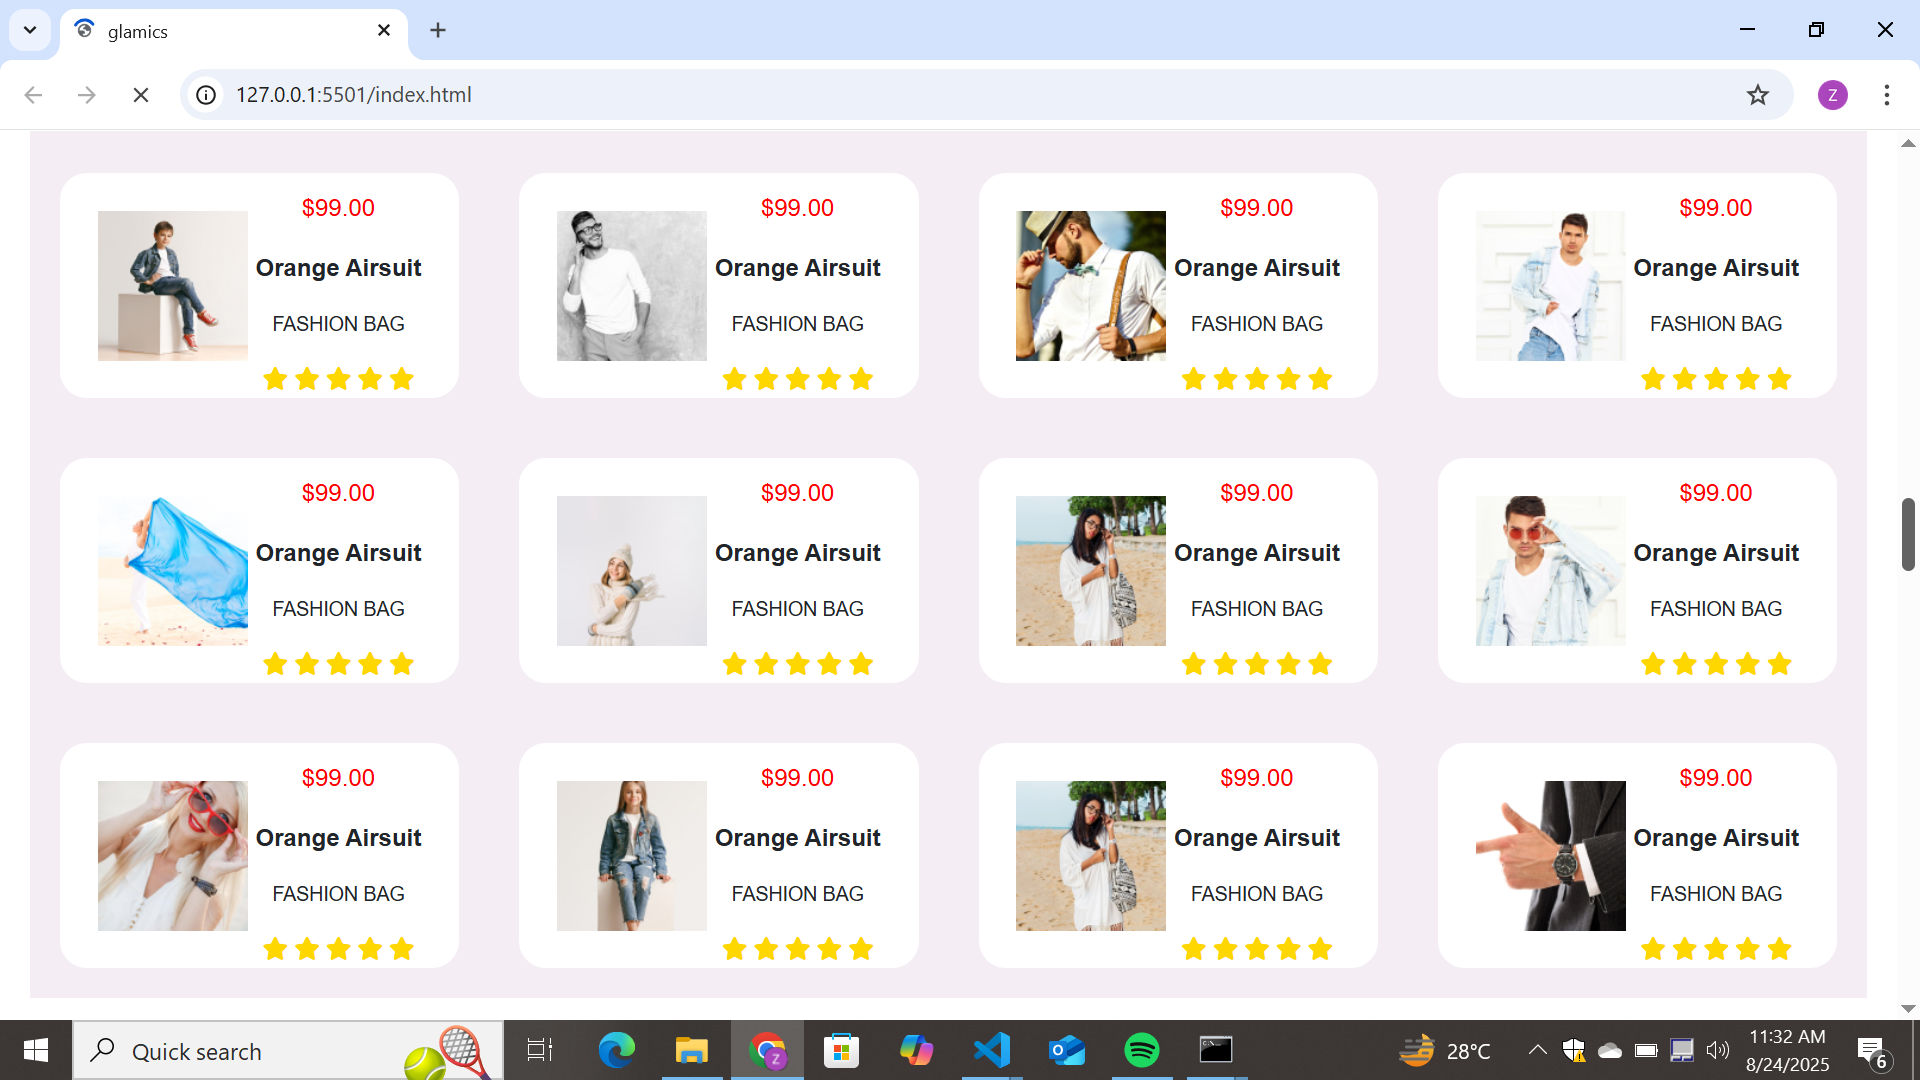 glamics
127.0.0.1:5501/index.html
$99.00 $99.00 $99.00 $99.00
Orange Airsuit Orange Airsuit Orange Airsuit Orange Airsuit
FASHION BAG FASHION BAG FASHION BAG FASHION BAG
$99.00 $99.00 $99.00 $99.00
Orange Airsuit Orange Airsuit Orange Airsuit Orange Airsuit
FASHION BAG FASHION BAG FASHION BAG FASHION BAG
$99.00 $99.00 $99.00 $99.00
Orange Airsuit Orange Airsuit Orange Airsuit Orange Airsuit
FASHION BAG FASHION BAG FASHION BAG FASHION BAG
Quick search
28°C
11:32 AM
8/24/2025
6
Z
Z